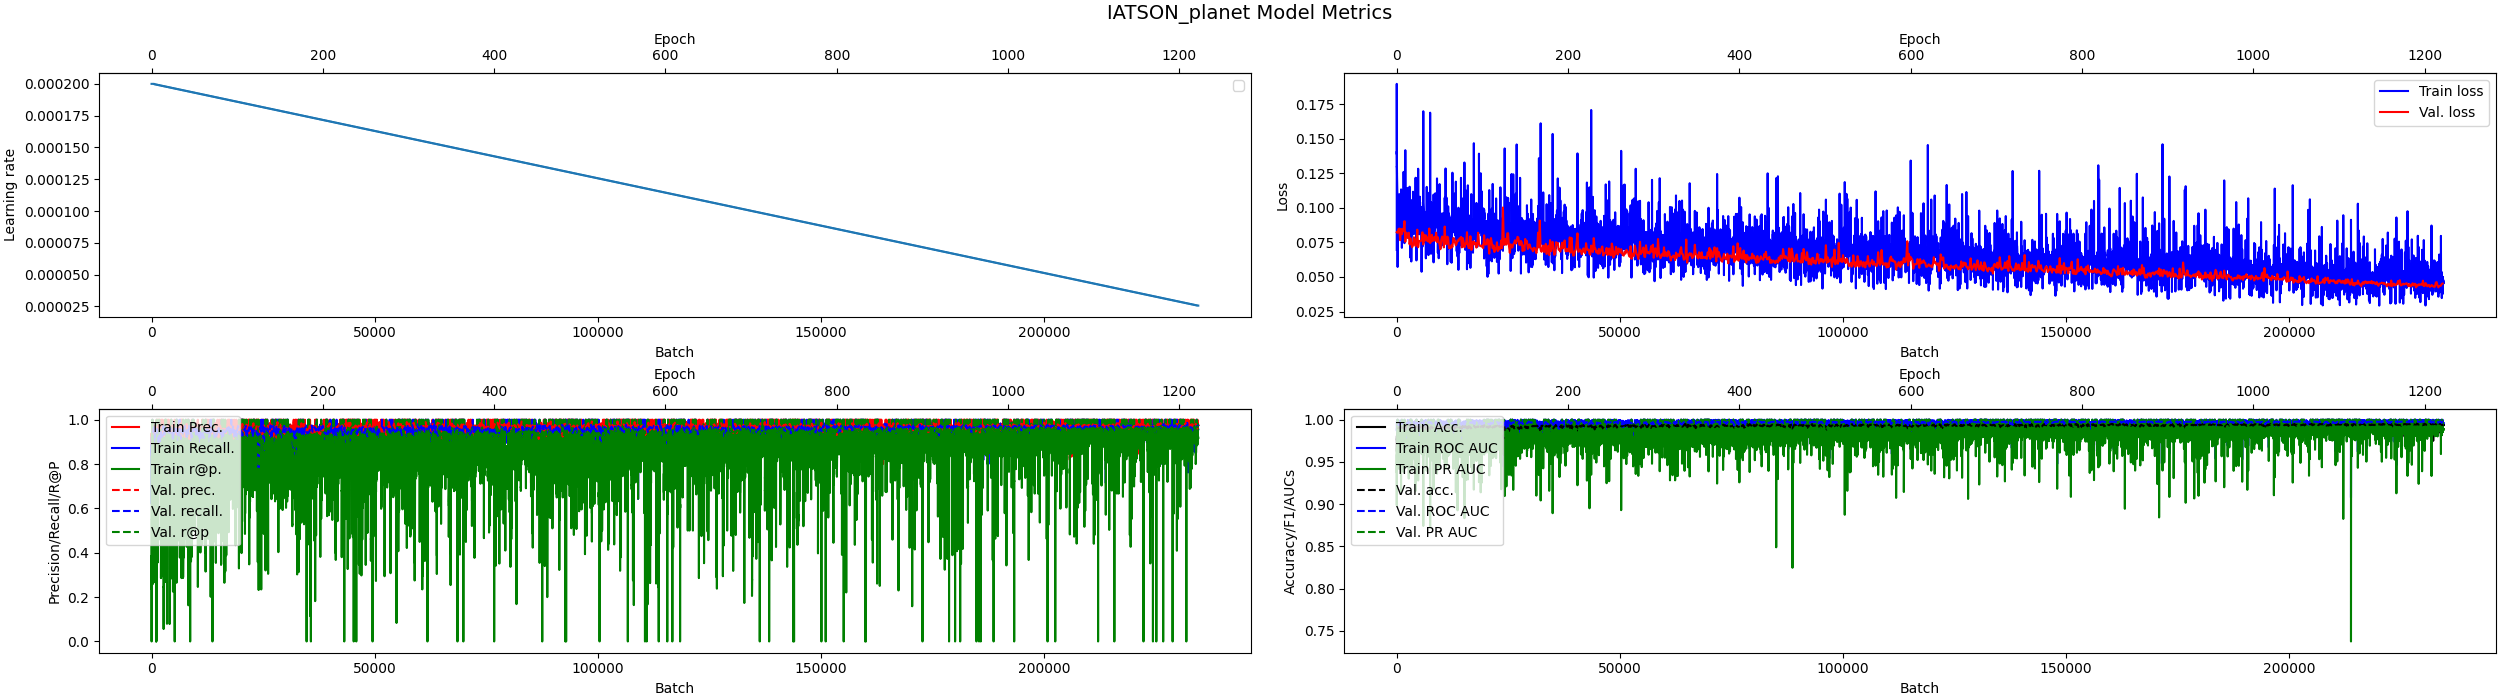 IATSON_planet Model Metrics
Epoch
0 200 400 600 800 1000 1200
Learning rate
0.000200
0.000175
0.000150
0.000125
0.000100
0.000075
0.000050
0.000025
0 50000 100000 150000 200000
Batch
Epoch
0 200 400 600 800 1000 1200
Loss
0.175
0.150
0.125
0.100
0.075
0.050
0.025
Train loss
Val. loss
0 50000 100000 150000 200000
Batch
Epoch
0 200 400 600 800 1000 1200
Precision/Recall/R@P
1.0
0.8
0.6
0.4
0.2
0.0
Train Prec.
Train Recall.
Train r@p.
Val. prec.
Val. recall.
Val. r@p
0 50000 100000 150000 200000
Batch
Epoch
0 200 400 600 800 1000 1200
Accuracy/F1/AUCs
1.00
0.95
0.90
0.85
0.80
0.75
Train Acc.
Train ROC AUC
Train PR AUC
Val. acc.
Val. ROC AUC
Val. PR AUC
0 50000 100000 150000 200000
Batch